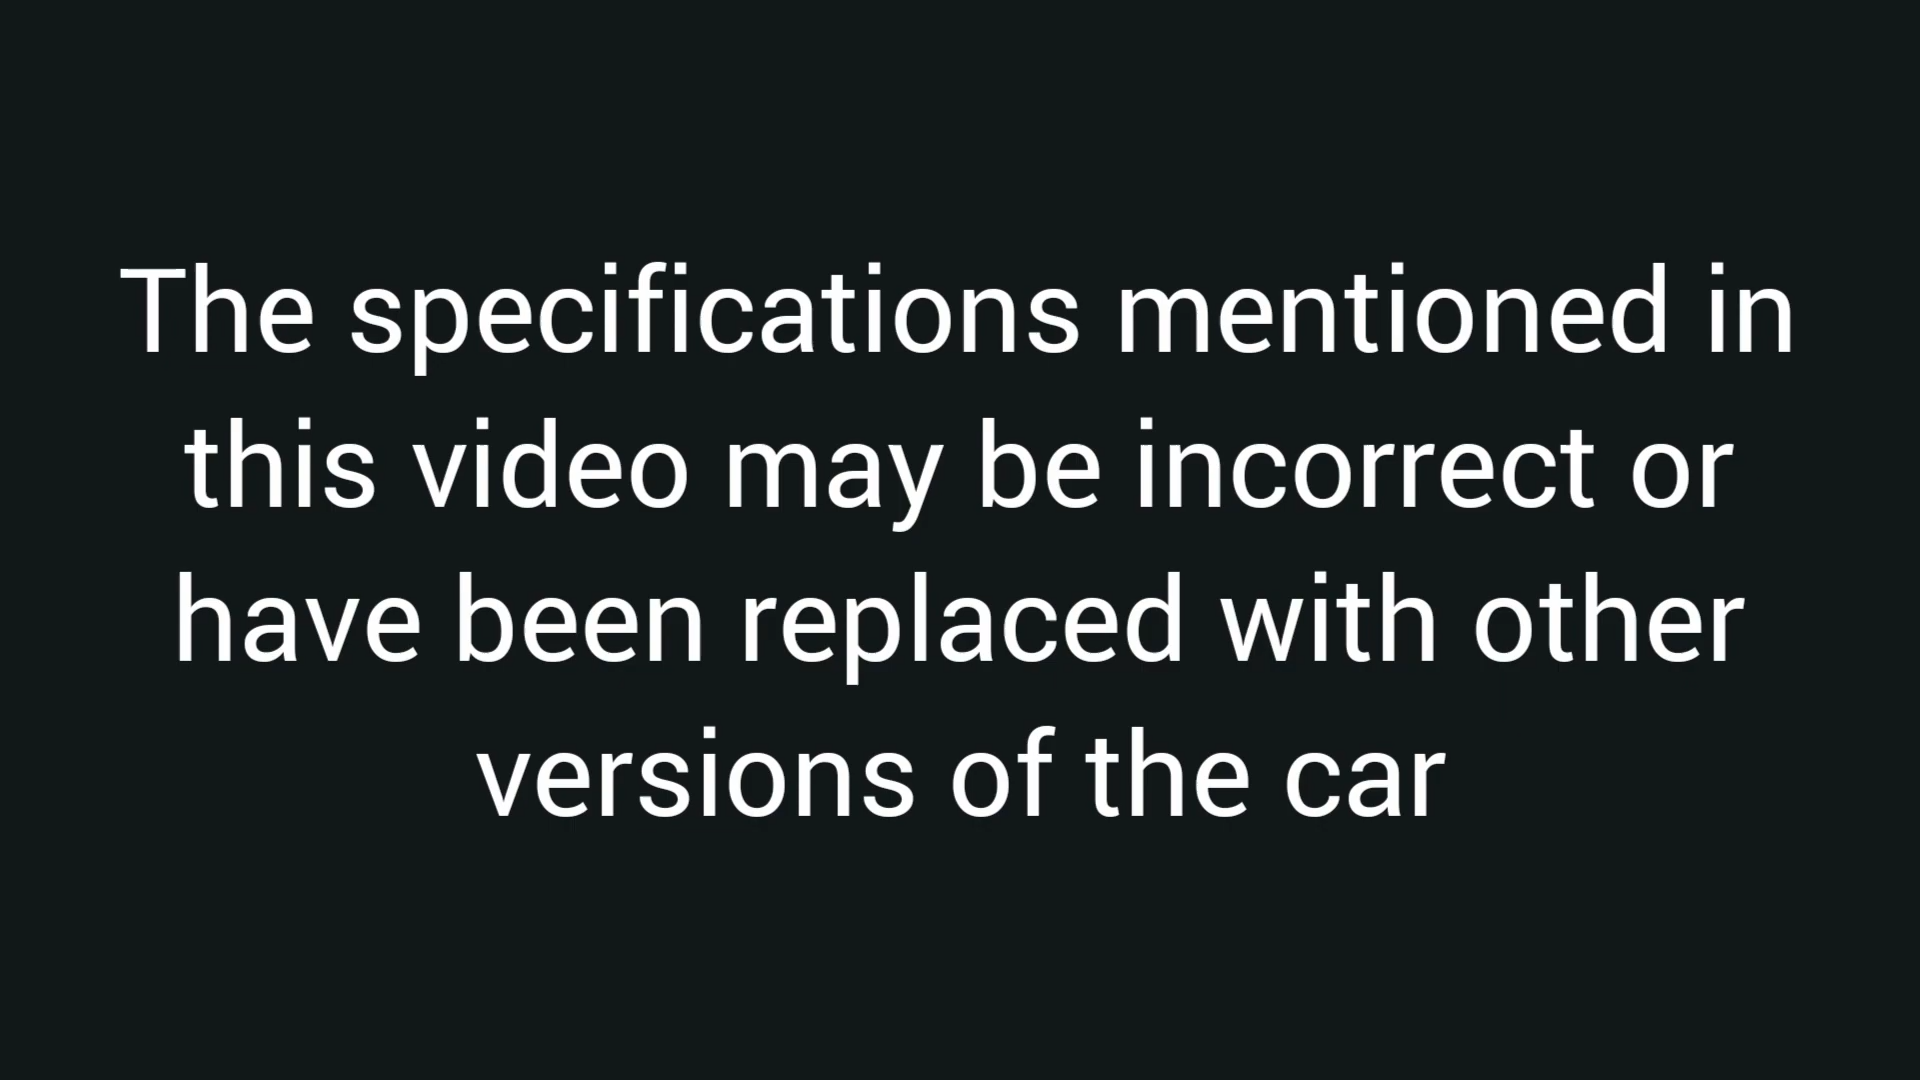 The specifications mentioned in
this video may be incorrect or
have been replaced with other
versions of the car